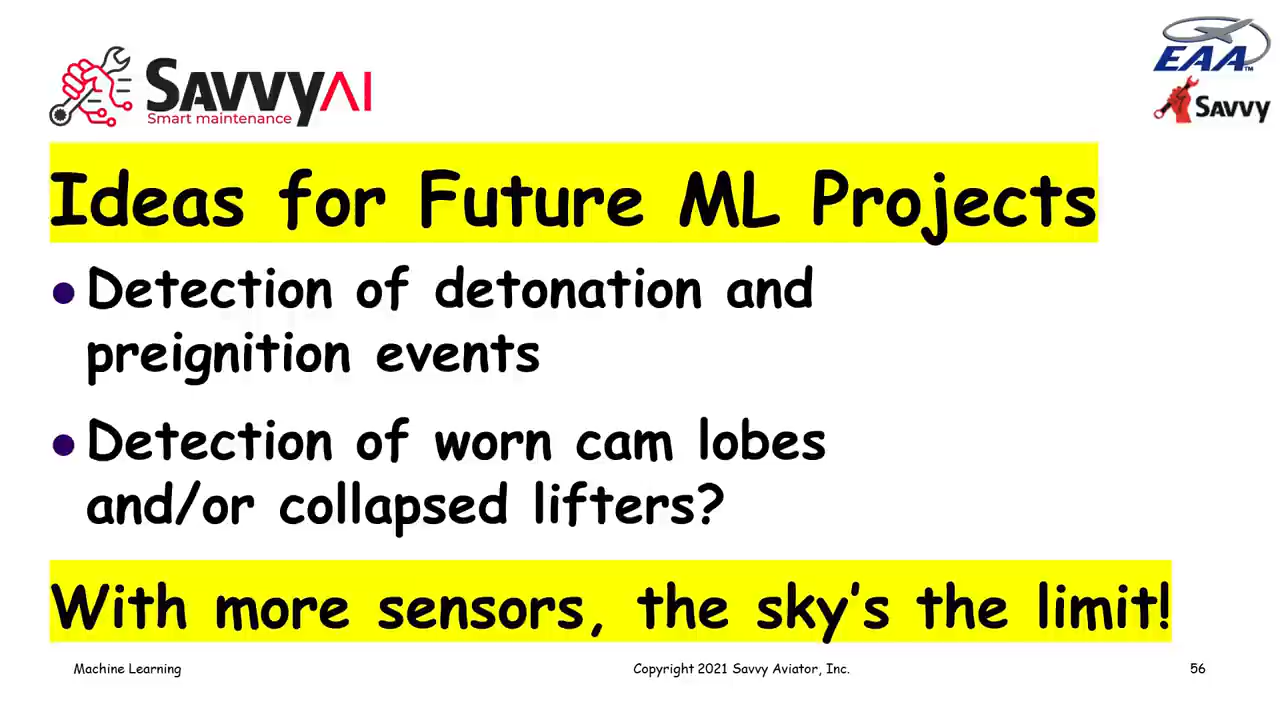 SAVVYAI
Smart maintenance
EAA™
SAVVY
Ideas for Future ML Projects
● Detection of detonation and
preignition events
● Detection of worn cam lobes
and/or collapsed lifters?
With more sensors, the sky’s the limit!
Machine Learning
Copyright 2021 Savvy Aviator, Inc.
56